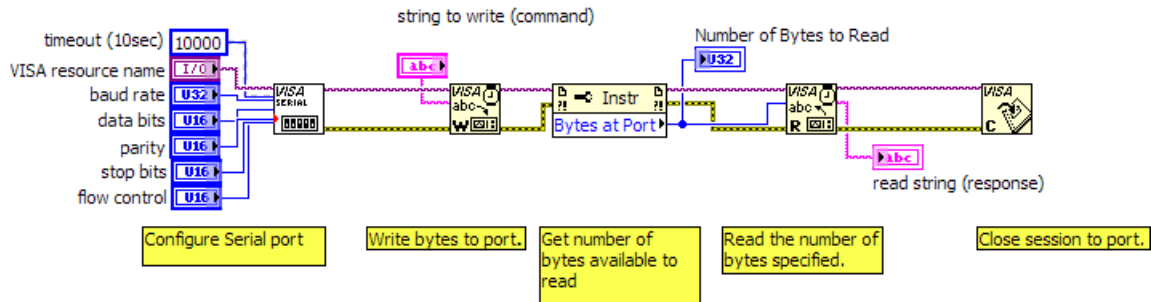 string to write (command)
timeout (10sec)
10000
Number of Bytes to Read
VISA resource name
I/O
abc
U32
baud rate
U32
VISA
SERIAL
VISA
abc
W
Instr
Bytes at Port
VISA
abc
R
VISA
C
data bits
U16
parity
U16
stop bits
U16
abc
flow control
U16
read string (response)
Configure Serial port
Write bytes to port.
Get number of
bytes available to
read
Read the number of
bytes specified.
Close session to port.